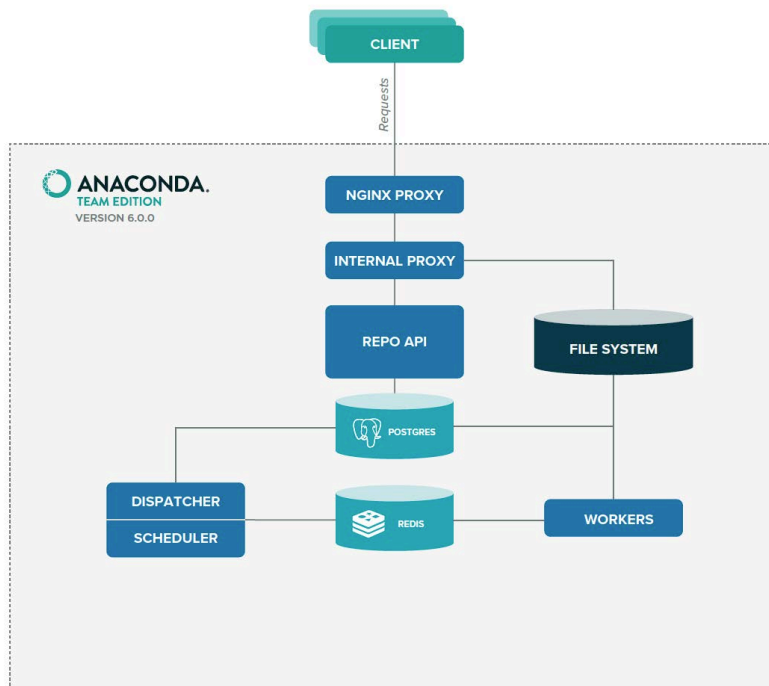 CLIENT
Requests
ANACONDA.
TEAM EDITION
VERSION 6.0.0
NGINX PROXY
INTERNAL PROXY
REPO API
FILE SYSTEM
POSTGRES
DISPATCHER
SCHEDULER
REDIS
WORKERS